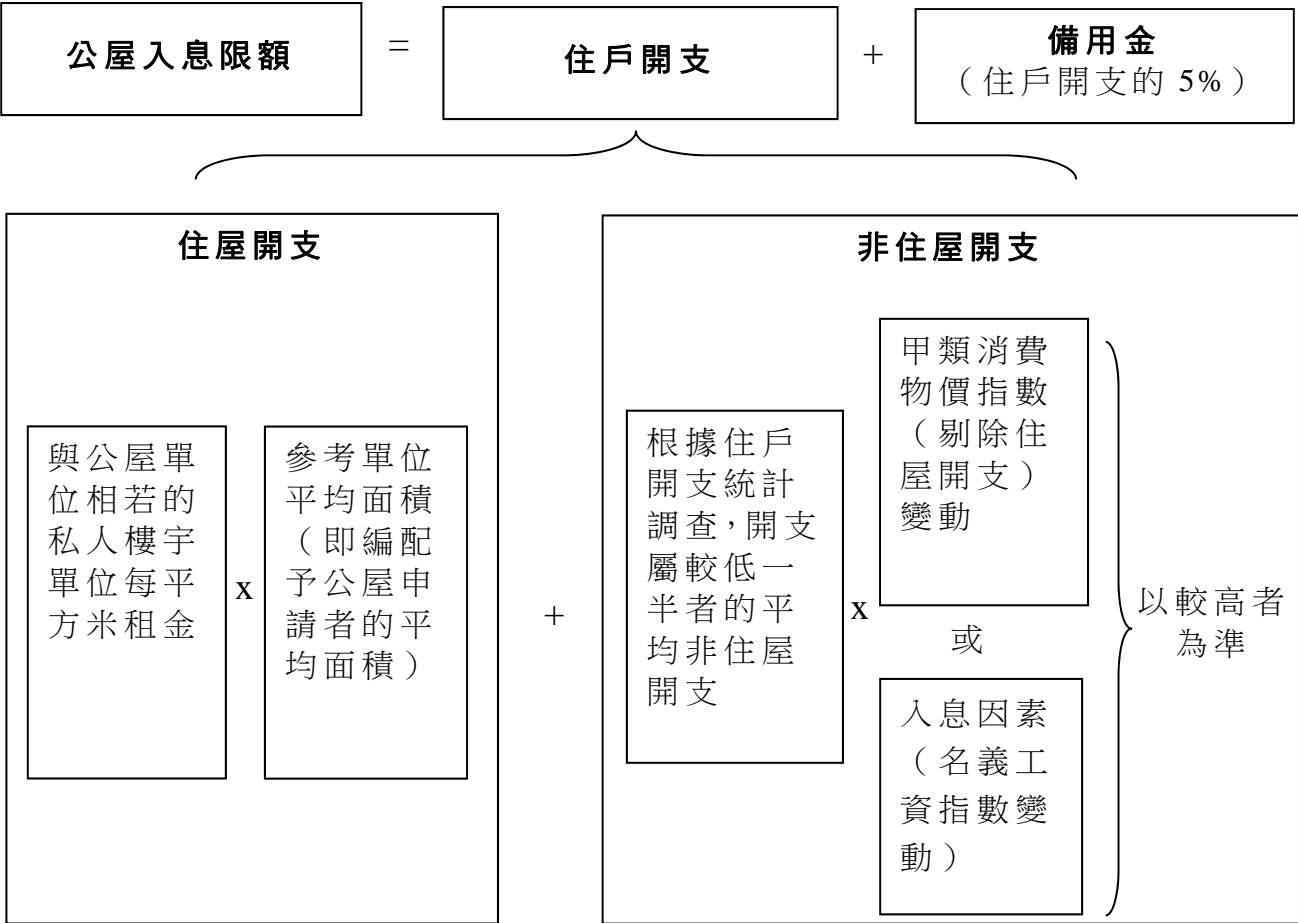 公屋入息限額
=
住戶開支
+
備用金
（住戶開支的 5%）
住屋開支
與公屋單
位相若的
私人樓宇
單位每平
方米租金
x
參考單位
平均面積
（即編配
予公屋申
請者的平
均面積）
+
非住屋開支
根據住戶
開支統計
調查，開支
屬較低一
半者的平
均非住屋
開支
x
甲類消費
物價指數
（剔除住
屋開支）
變動
或
入息因素
（名義工
資指數變
動）
以較高者
為準